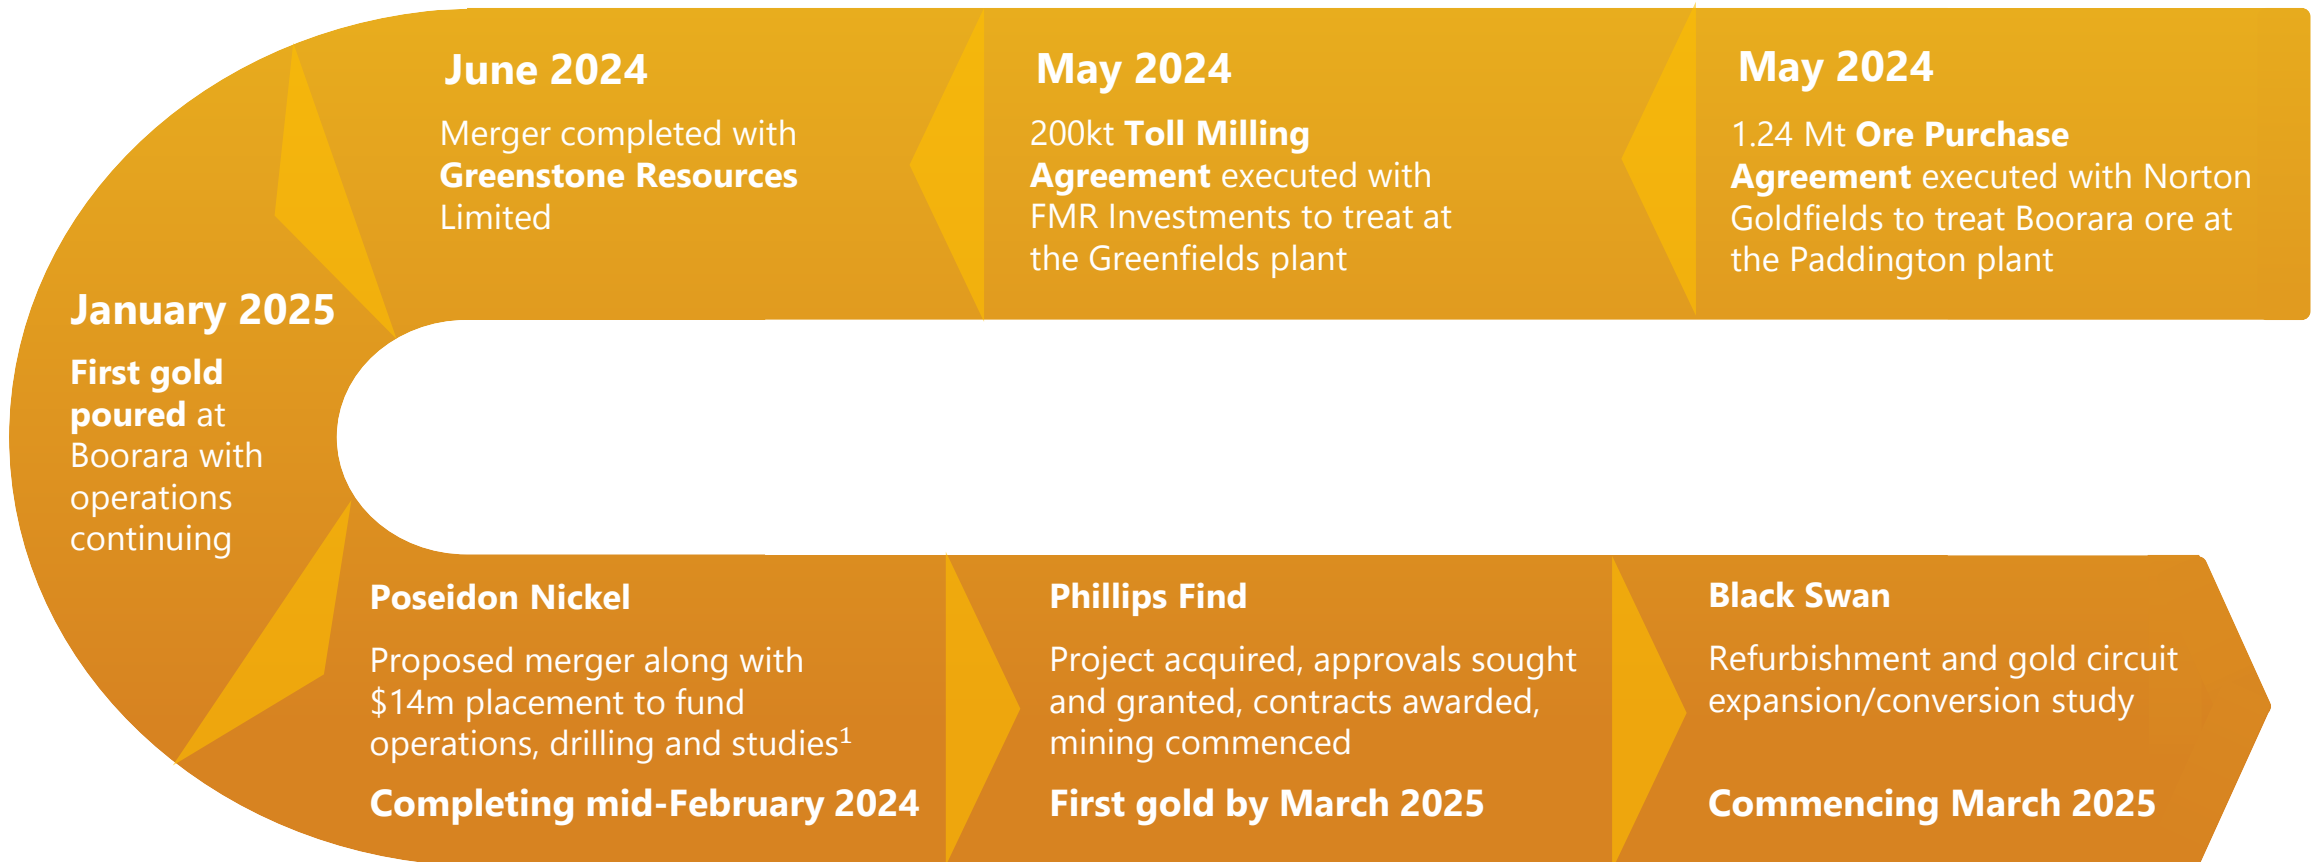 May 2024
1.24 Mt Ore Purchase
Agreement executed with Norton
Goldfields to treat Boorara ore at
the Paddington plant
May 2024
200kt Toll Milling
Agreement executed with
FMR Investments to treat at
the Greenfields plant
June 2024
Merger completed with
Greenstone Resources
Limited
January 2025
First gold
poured at
Boorara with
operations
continuing
Poseidon Nickel
Proposed merger along with
$14m placement to fund
operations, drilling and studies¹
Completing mid-February 2024
Phillips Find
Project acquired, approvals sought
and granted, contracts awarded,
mining commenced
First gold by March 2025
Black Swan
Refurbishment and gold circuit
expansion/conversion study
Commencing March 2025